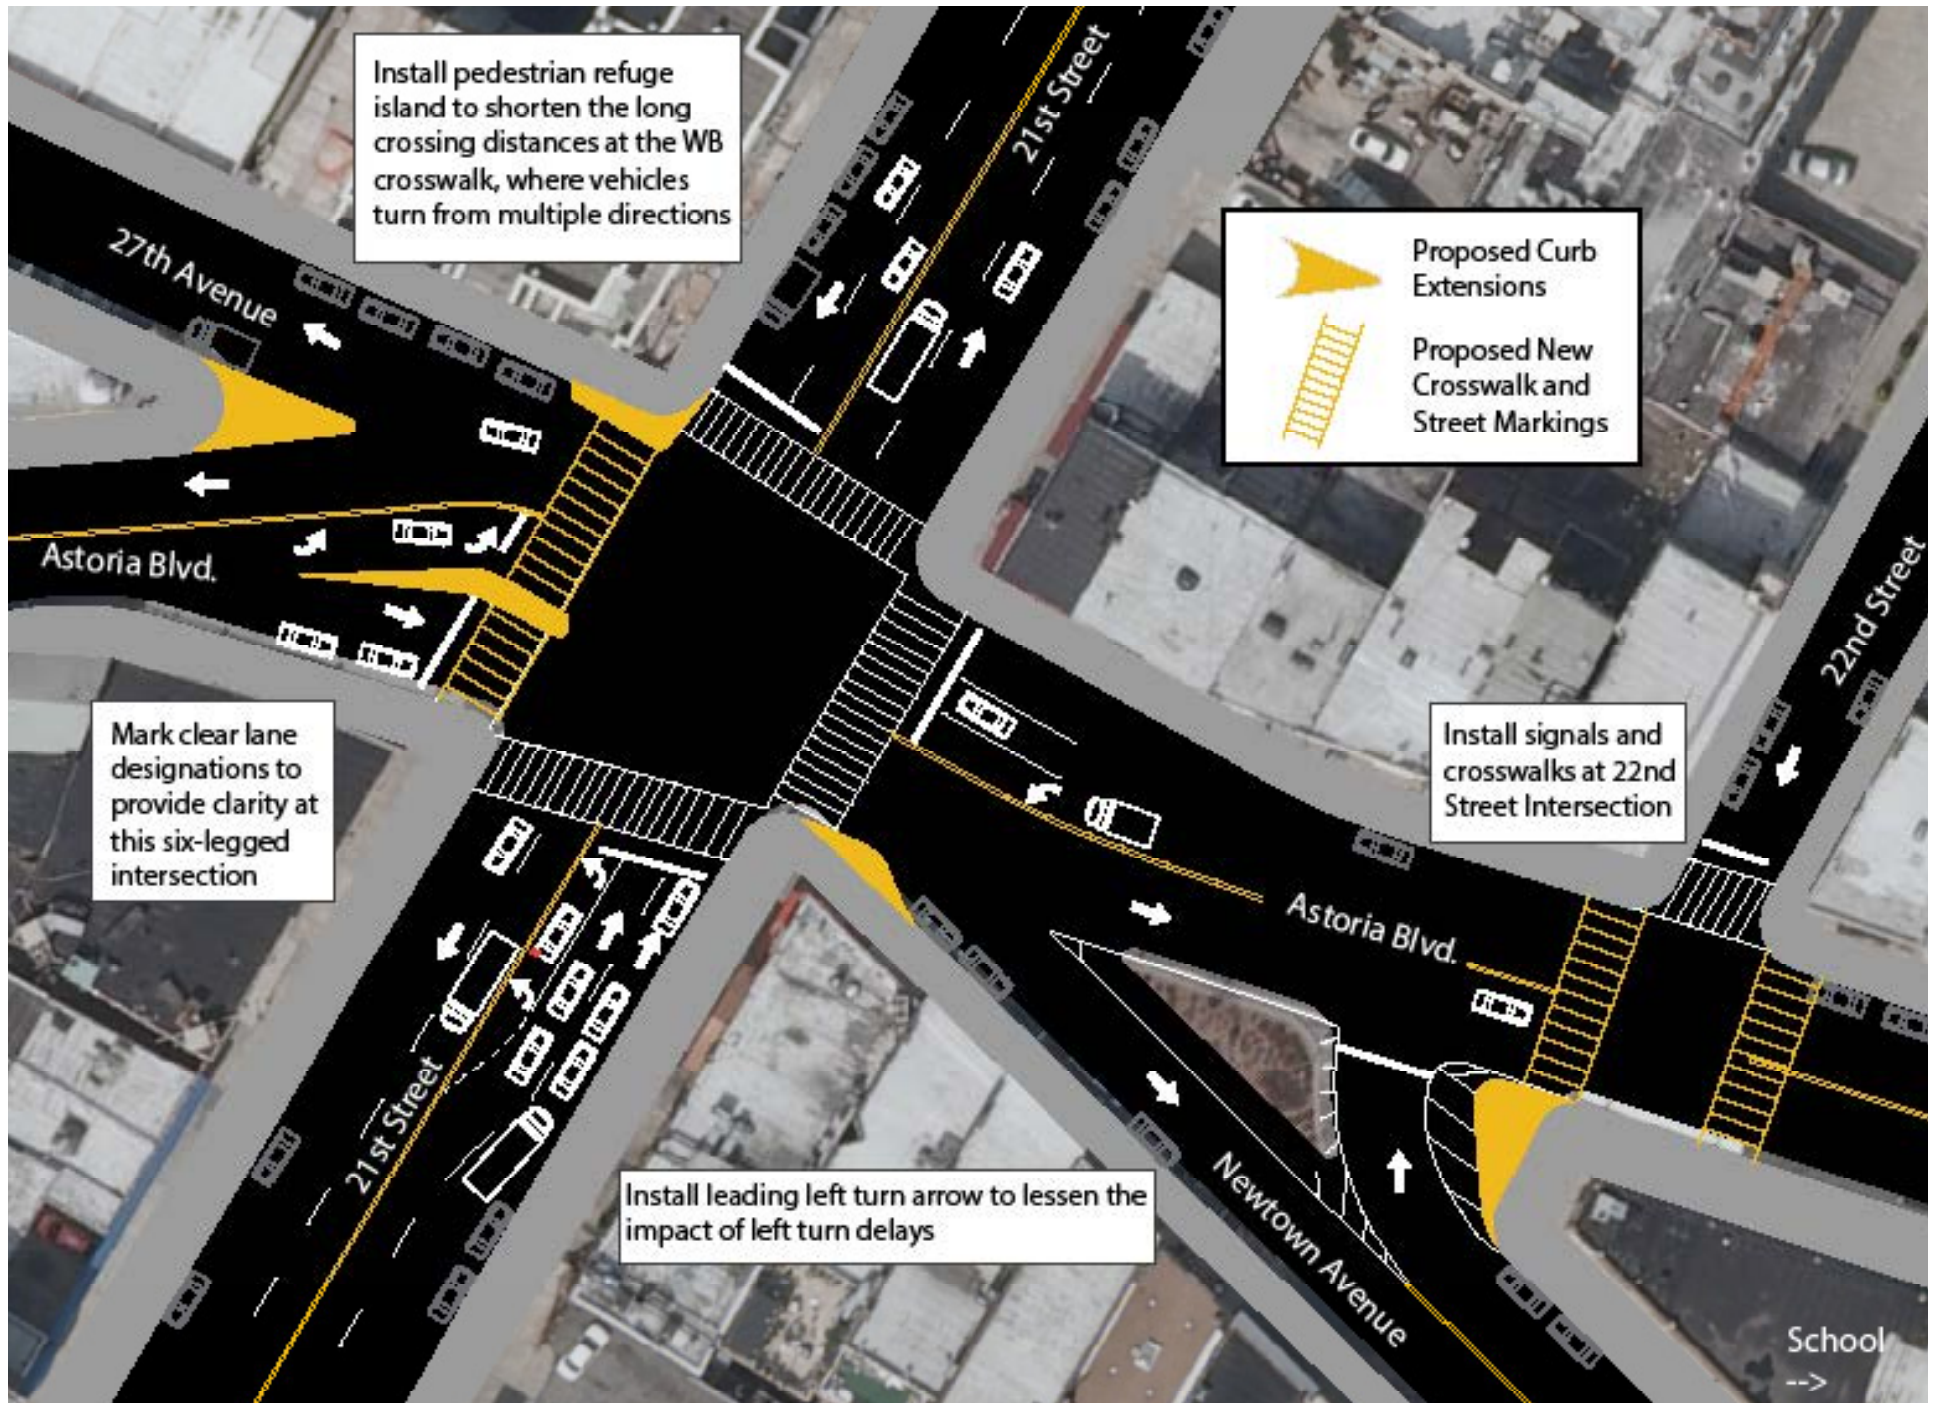 Install pedestrian refuge
island to shorten the long
crossing distances at the WB
crosswalk, where vehicles
turn from multiple directions
21st Street
27th Avenue
Proposed Curb
Extensions
Proposed New
Crosswalk and
Street Markings
Astoria Blvd.
22nd Street
Mark clear lane
designations to
provide clarity at
this six-legged
intersection
Install signals and
crosswalks at 22nd
Street Intersection
Astoria Blvd.
21st Street
Install leading left turn arrow to lessen the
impact of left turn delays
Newtown Avenue
School
-->